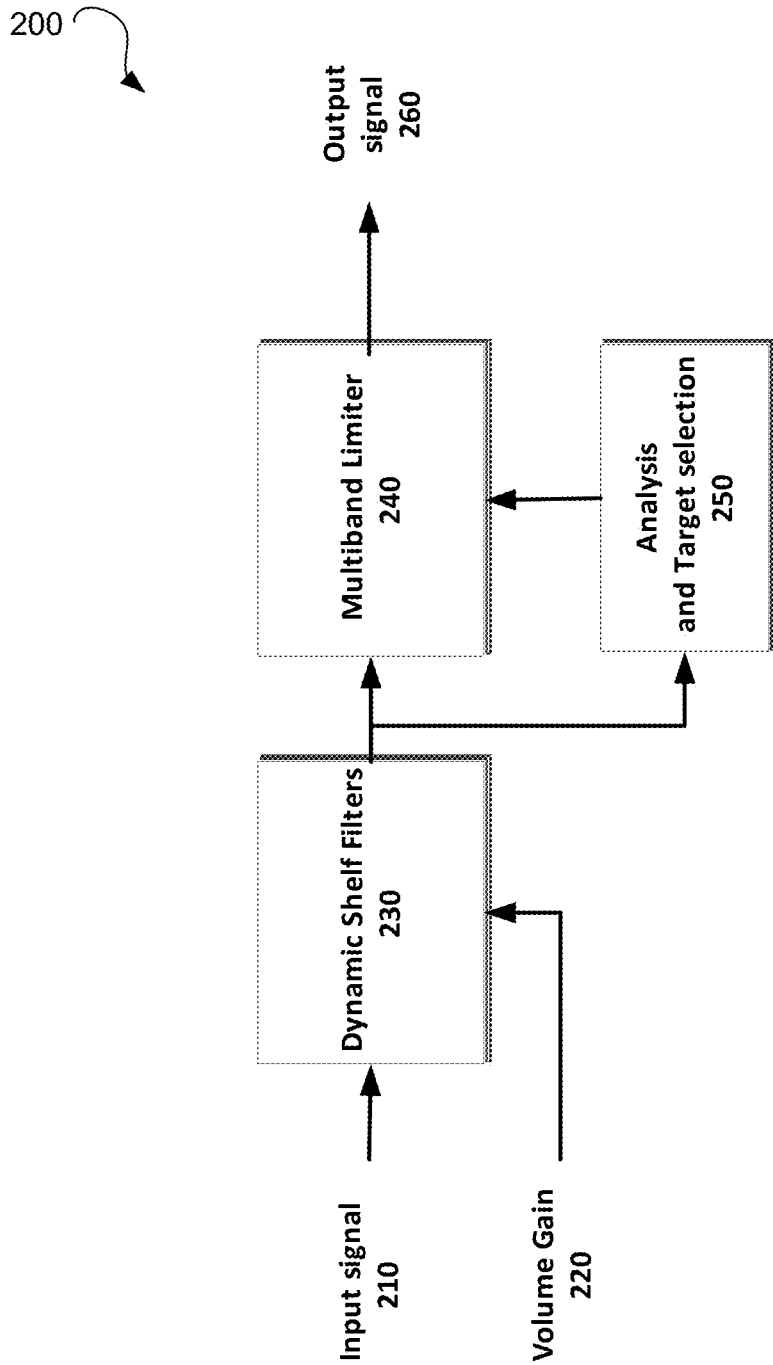 200
Input signal
210
Volume Gain
220
Dynamic Shelf Filters
230
Multiband Limiter
240
Analysis
and Target selection
250
Output
signal
260